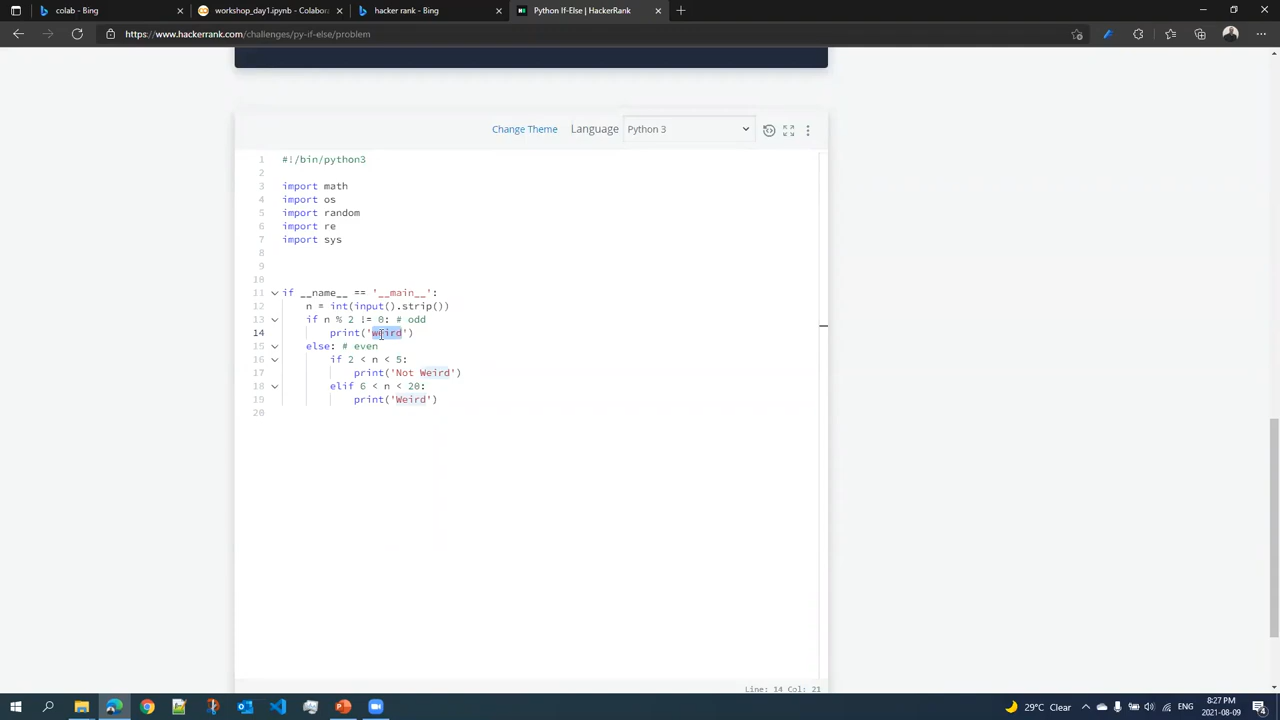 colab - Bing
workshop_day1.ipynb - Colabora
hacker rank - Bing
Python If-Else | HackerRank
https://www.hackerrank.com/challenges/py-if-else/problem
Change Theme
Language
Python 3
1 #!/bin/python3
2
3 import math
4 import os
5 import random
6 import re
7 import sys
8
9
10
11 if __name__ == '__main__':
12 n = int(input().strip())
13 if n % 2 != 0: # odd
14 print('weird')
15 else: # even
16 if 2 < n < 5:
17 print('Not Weird')
18 elif 6 < n < 20:
19 print('Weird')
20
Line: 14 Col: 21
29°C Clear
8:27 PM
2021-08-09
4